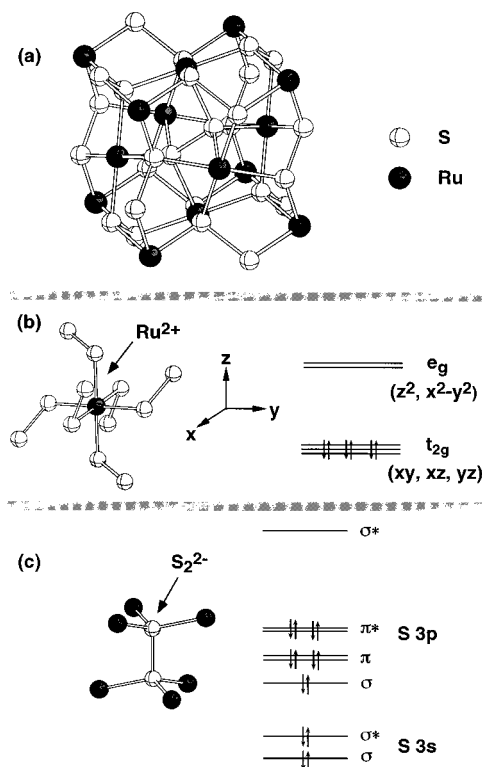 (a)
S
Ru
(b)
Ru2+
z
y
x
eg
(z2, x2-y2)
t2g
(xy, xz, yz)
σ*
(c)
S22-
π* S 3p
π
σ
σ* S 3s
σ